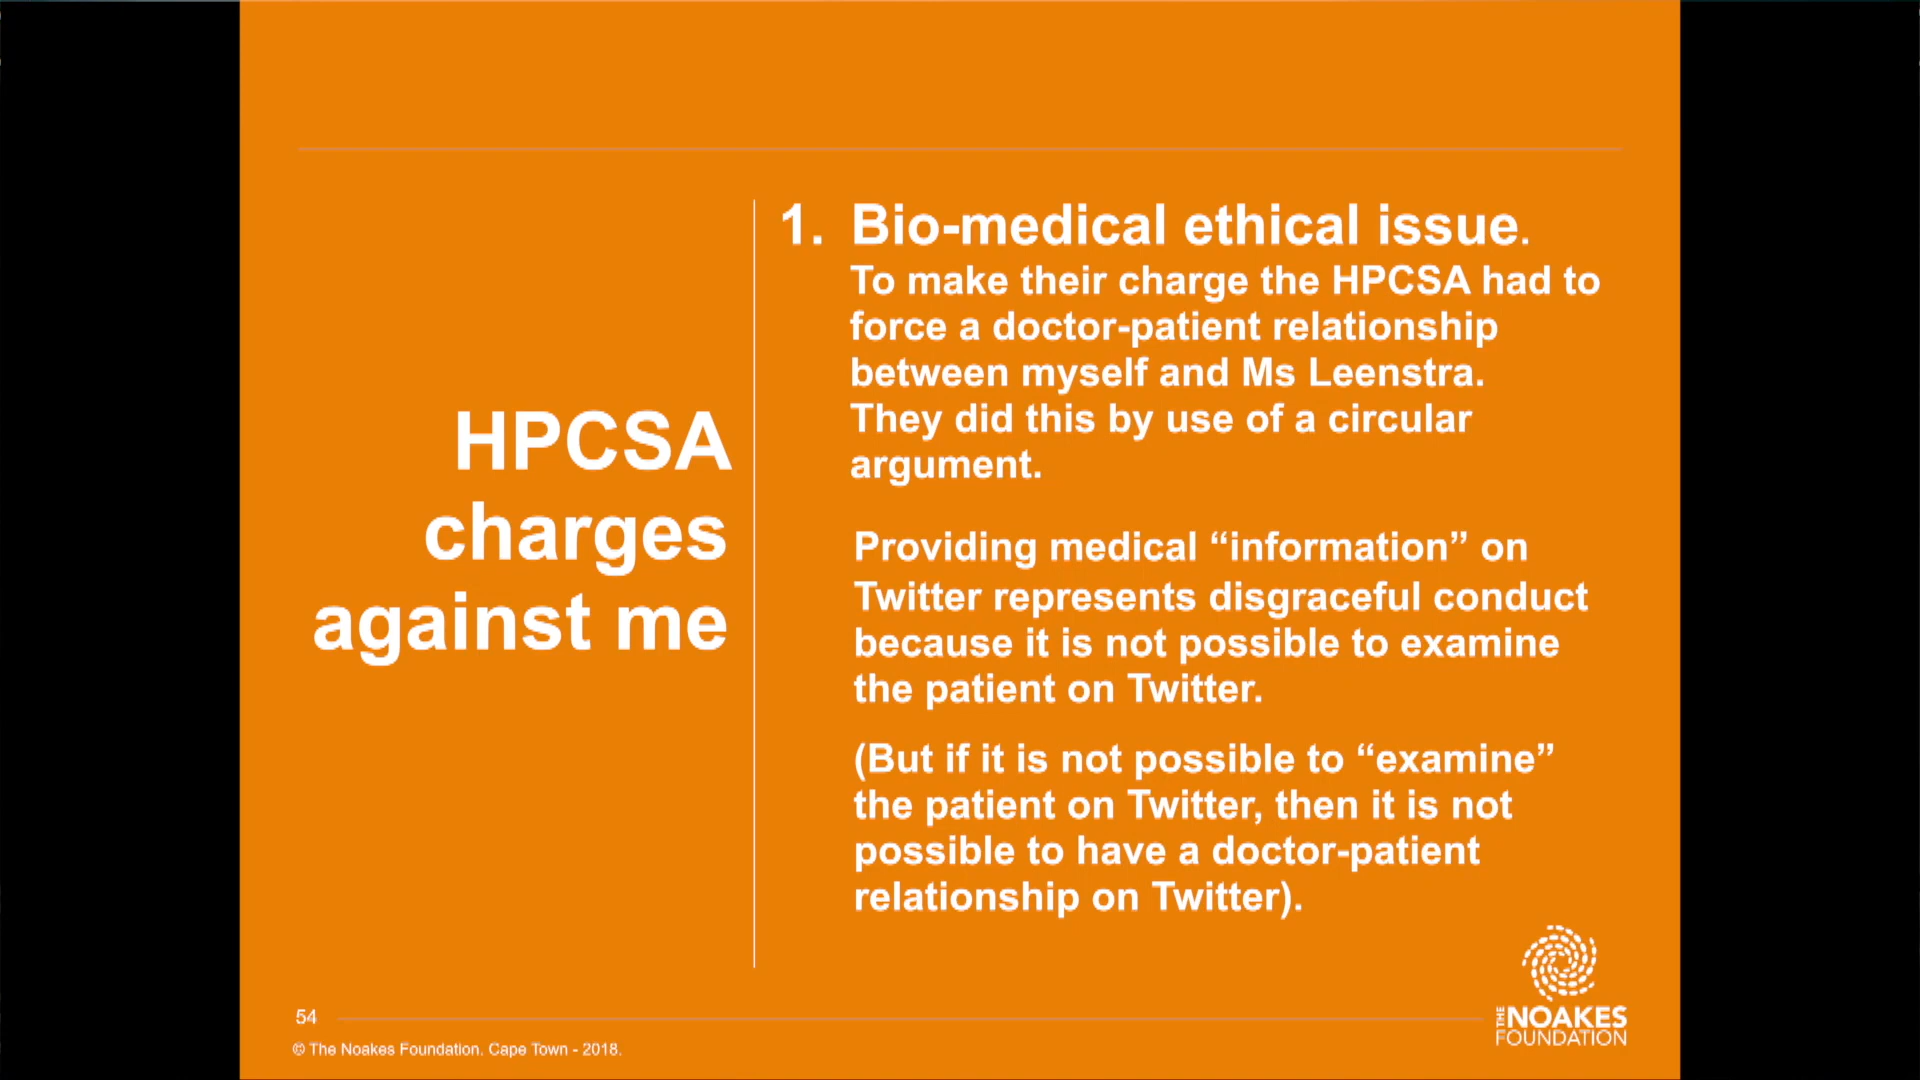 HPCSA
charges
against me
1. Bio-medical ethical issue.
To make their charge the HPCSA had to
force a doctor-patient relationship
between myself and Ms Leenstra.
They did this by use of a circular
argument.
Providing medical “information” on
Twitter represents disgraceful conduct
because it is not possible to examine
the patient on Twitter.
(But if it is not possible to “examine”
the patient on Twitter, then it is not
possible to have a doctor-patient
relationship on Twitter).
54
© The Noakes Foundation. Cape Town - 2018.
THE NOAKES
FOUNDATION